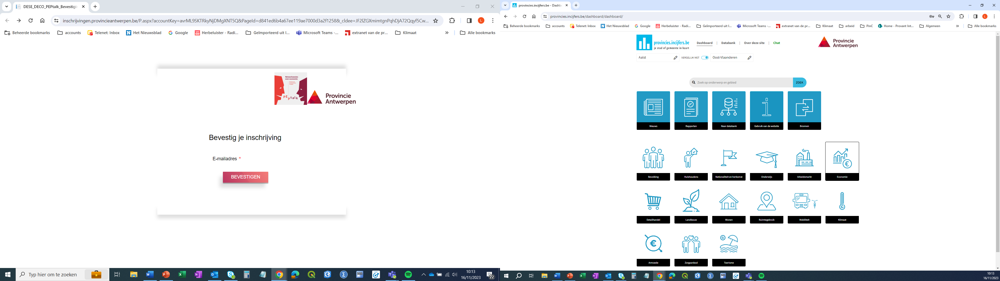 DESE_DECO_PEPtalk_Bevestigin
inschrijvingen.provincieantwerpen.be/P.aspx?accountKey=avrML9SKTRkyNjDMgXNT5Q&PageId=d841ed6b4a67ee119ae7000d3a2f1258&_cldee=JF2lZGXmimtgnPqhDjA72Qqyf5Cw...
L
Beheerde bookmarks accounts Telenet: Inbox Het Nieuwsblad Google Herbeluister - Radi... Geïmporteerd uit I... Microsoft Teams -... extranet van de pr... Klimaat » Alle bookmarks
Netwerksessies
over economie
pEptalk
Provincie
Antwerpen
Bevestig je inschrijving
E-mailadres *
BEVESTIGEN
Typ hier om te zoeken
10:13
16/11/2023
22
provincies.incijfers.be - Dashb
provincies.incijfers.be/dashboard/dashboard/
L
Beheerde bookmarks accounts Telenet: Inbox Het Nieuwsblad Google Herbeluister - Radi... Geïmporteerd uit I... Microsoft Teams -... extranet van de pr... Klimaat arbeid PinC Home - Provant Int... Algemeen » Alle bookmarks
provincies.incijfers.be
je stad of gemeente in kaart
Dashboard | Databank | Over deze site | Chat
Provincie
Antwerpen
Aalst VERGELIJK MET Oost-Vlaanderen
Zoek op onderwerp en gebied ZOEK
Nieuws Rapporten Naar databank Gebruik van de website Bronnen
Bevolking Huishoudens Nationaliteit en herkomst Onderwijs Arbeidsmarkt Economie
Detailhandel Landbouw Wonen Ruimtegebruik Mobiliteit Klimaat
Armoede Zorgaanbod Toerisme
10:13
16/11/2023